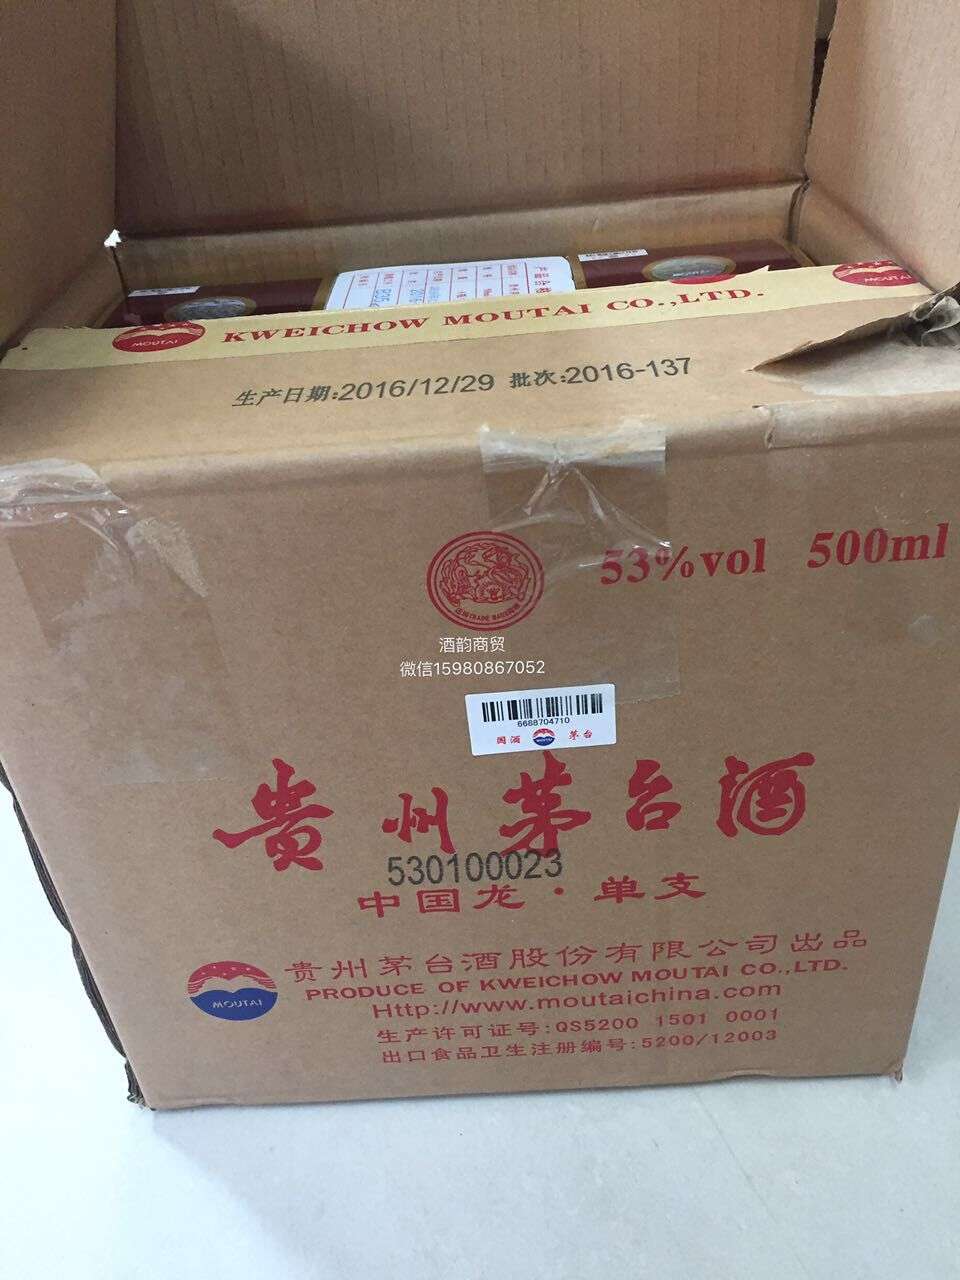 MOUTAI
MOUTAI
MOUTAI KWEICHOW MOUTAI CO.,LTD.
生产日期:2016/12/29 批次:2016-137
53%vol 500ml
酒韵商贸
微信15980867052
6688704710
国酒 MOUTAI 茅台
贵州茅台酒
530100023
中国龙·单支
MOUTAI
贵州茅台酒股份有限公司出品
PRODUCE OF KWEICHOW MOUTAI CO.,LTD.
Http://www.moutaichina.com
生产许可证号:QS5200 1501 0001
出口食品卫生注册编号:5200/12003